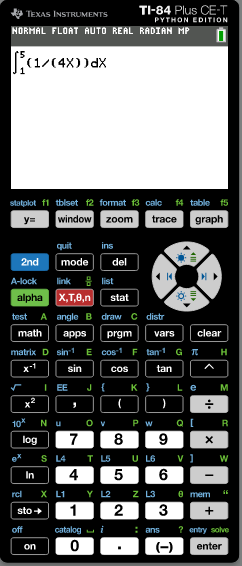 TEXAS INSTRUMENTS TI-84 Plus CE-T
PYTHON EDITION
NORMAL FLOAT AUTO REAL RADIAN MP
∫₁⁵(1/(4X))dX
statplot f1 tblset f2 format f3 calc f4 table f5
y= window zoom trace graph
quit ins
2nd mode del
A-lock link list
alpha X,T,θ,n stat
test A angle B draw C distr
math apps prgm vars clear
matrix D sin⁻¹ E cos⁻¹ F tan⁻¹ G π H
x⁻¹ sin cos tan ^
√ I EE J { K } L e M
x² , ( ) ÷
10ˣ N u O v P w Q [ R
log 7 8 9 ×
eˣ S L4 T L5 U L6 V ] W
ln 4 5 6 −
rcl X L1 Y L2 Z L3 θ mem "
sto→ 1 2 3 +
off catalog ␣ i : ans ? entry solve
on 0 . (−) enter